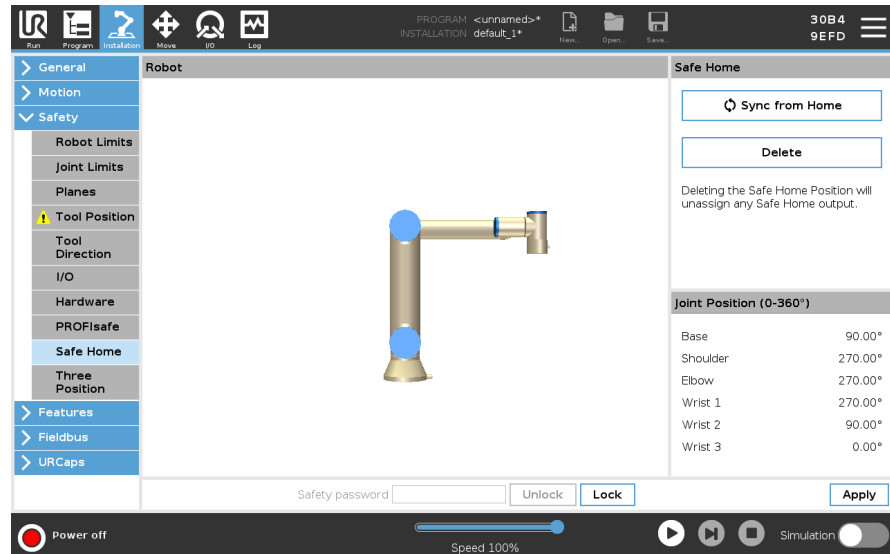 PROGRAM <unnamed>*
INSTALLATION default_1*
30B4
9EFD
Run Program Installation Move I/O Log New... Open... Save...
General
Motion
Safety
Robot Limits
Joint Limits
Planes
Tool Position
Tool
Direction
I/O
Hardware
PROFIsafe
Safe Home
Three
Position
Features
Fieldbus
URCaps
Robot
Safe Home
Sync from Home
Delete
Deleting the Safe Home Position will
unassign any Safe Home output.
Joint Position (0-360°)
Base 90.00°
Shoulder 270.00°
Elbow 270.00°
Wrist 1 270.00°
Wrist 2 90.00°
Wrist 3 0.00°
Safety password Unlock Lock Apply
Power off
Speed 100%
Simulation